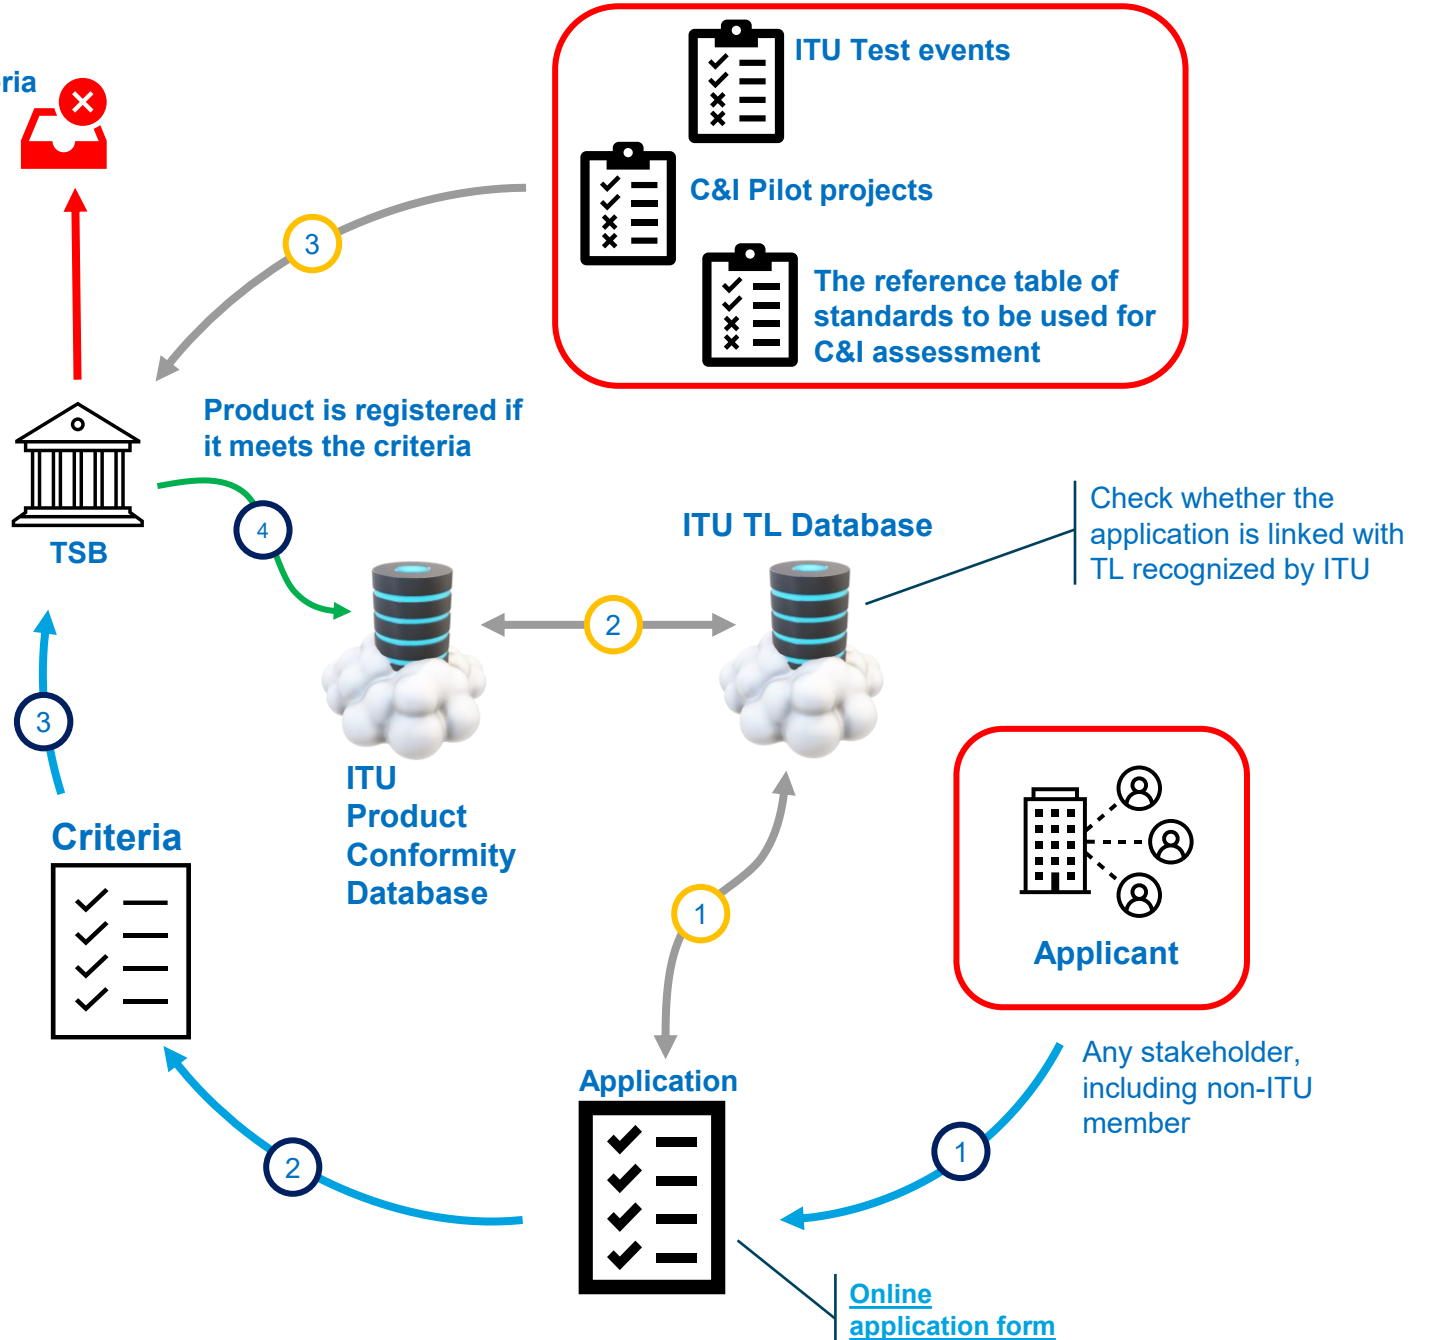 ITU Test events
C&I Pilot projects
3
The reference table of
standards to be used for
C&I assessment
Product is registered if
it meets the criteria
TSB
4
ITU TL Database
Check whether the
application is linked with
TL recognized by ITU
2
3
ITU
Product
Conformity
Database
Criteria
1
Applicant
Any stakeholder,
including non-ITU
member
Application
1
2
Online
application form